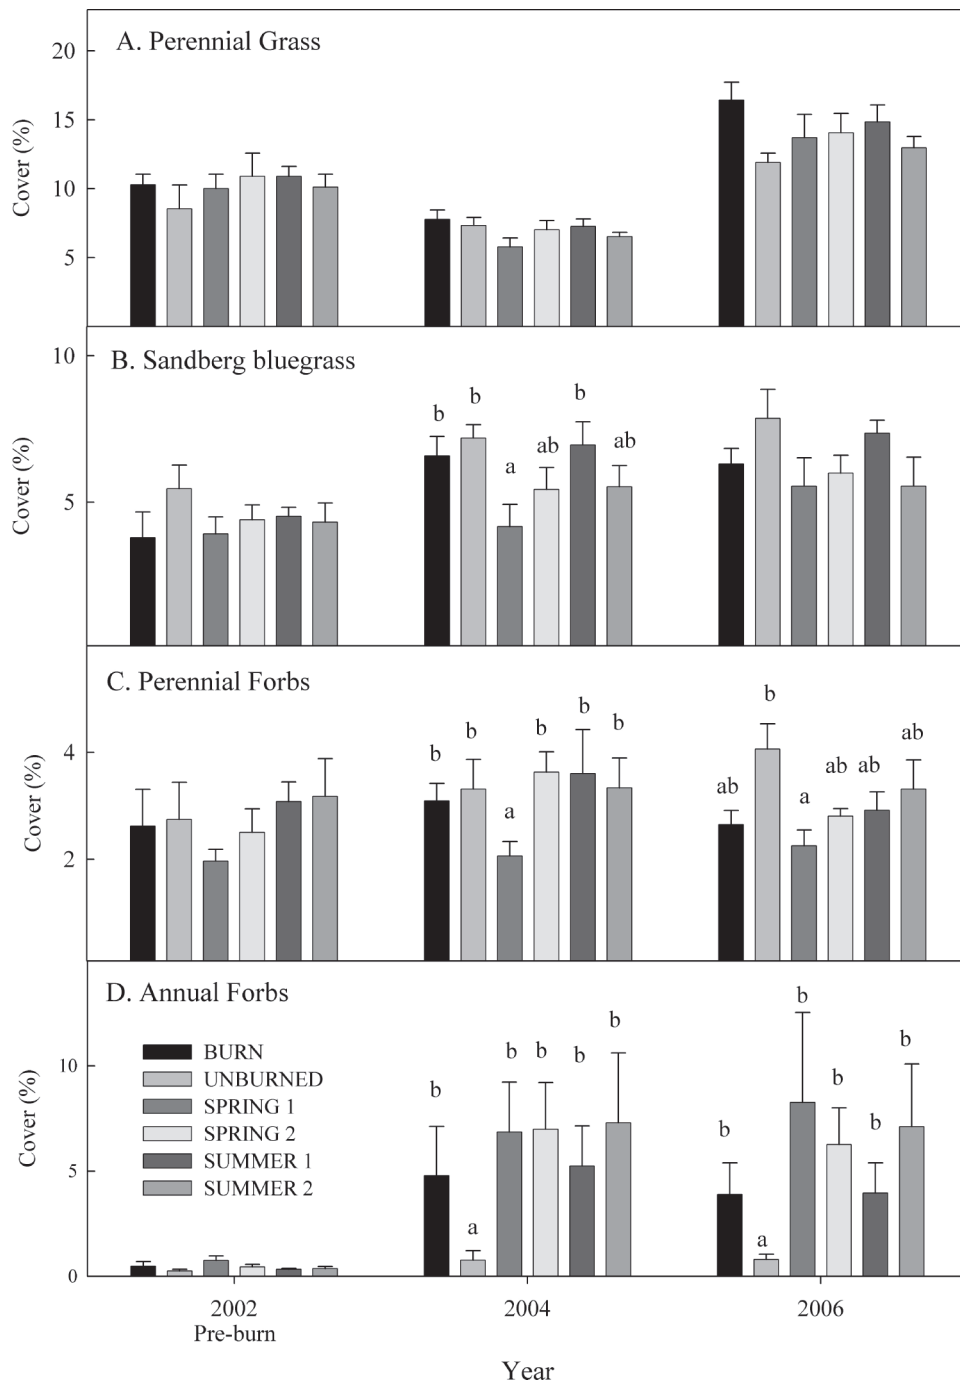 A. Perennial Grass
20
15
10
5
Cover (%)
B. Sandberg bluegrass
10
5
Cover (%)
b b a ab b ab
C. Perennial Forbs
4
2
Cover (%)
b b a b b b
ab b a ab ab ab
D. Annual Forbs
BURN
UNBURNED
SPRING 1
SPRING 2
SUMMER 1
SUMMER 2
10
5
0
Cover (%)
b a b b b b
b a b b b b
2002 2004 2006
Pre-burn
Year